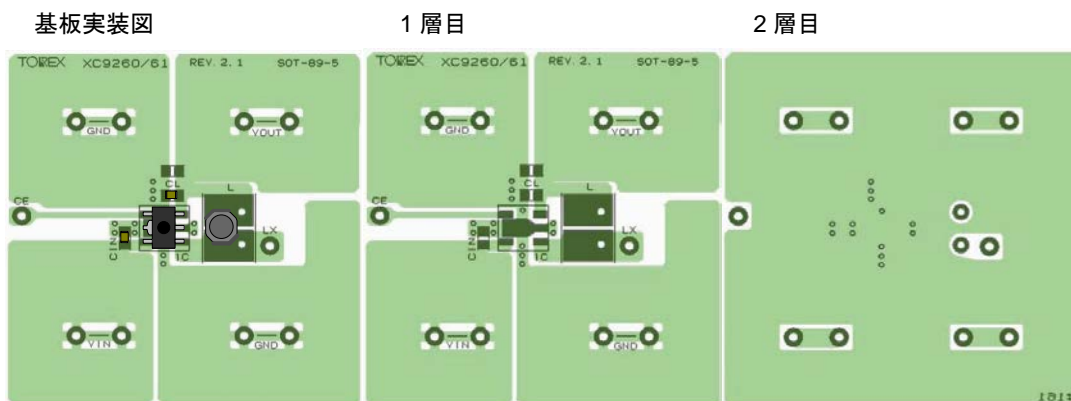 基板実装図
1 層目
2 層目
TOREX XC9260/61 REV. 2. 1 SOT-89-5
GND
VOUT
CL
L
CE
LX
CIN
IC
VIN
GND
TOREX XC9260/61 REV. 2. 1 SOT-89-5
GND
VOUT
CL
L
CE
LX
CIN
IC
VIN
GND